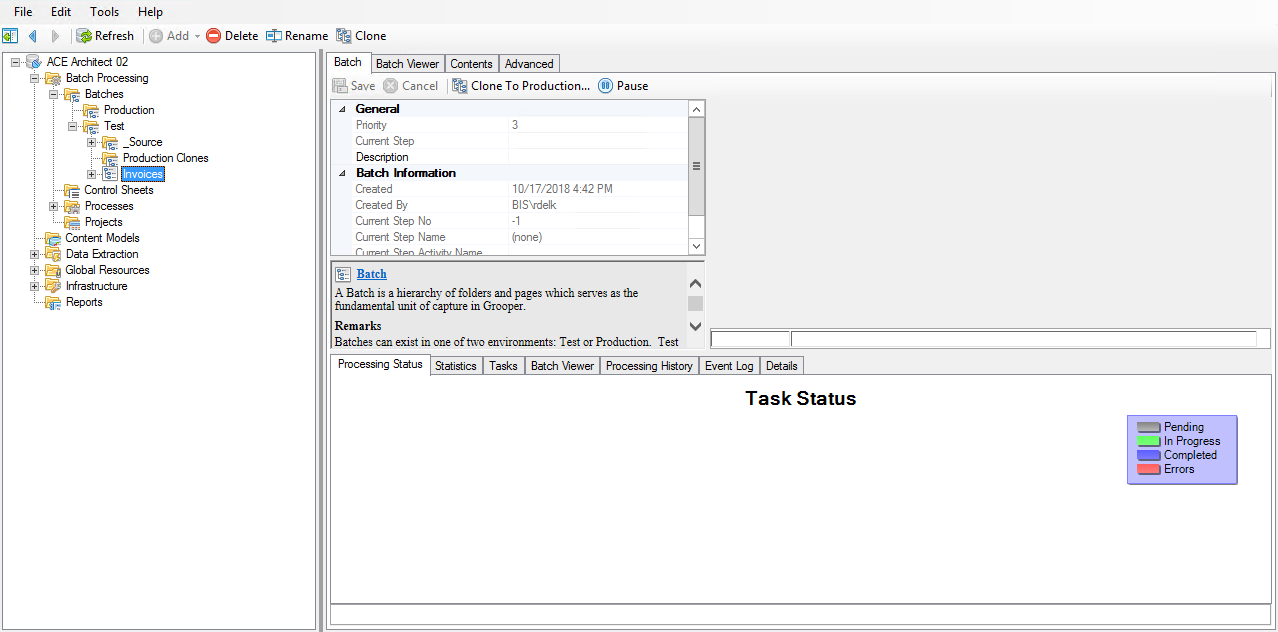 File Edit Tools Help
Refresh Add Delete Rename Clone
ACE Architect 02
Batch Processing
Batches
Production
Test
_Source
Production Clones
Invoices
Control Sheets
Processes
Projects
Content Models
Data Extraction
Global Resources
Infrastructure
Reports
Batch Batch Viewer Contents Advanced
Save Cancel Clone To Production... Pause
General
Priority 3
Current Step
Description
Batch Information
Created 10/17/2018 4:42 PM
Created By BIS\rdelk
Current Step No -1
Current Step Name (none)
Current Step Activity Name
Batch
A Batch is a hierarchy of folders and pages which serves as the
fundamental unit of capture in Grooper.
Remarks
Batches can exist in one of two environments: Test or Production. Test
Processing Status Statistics Tasks Batch Viewer Processing History Event Log Details
Task Status
Pending
In Progress
Completed
Errors